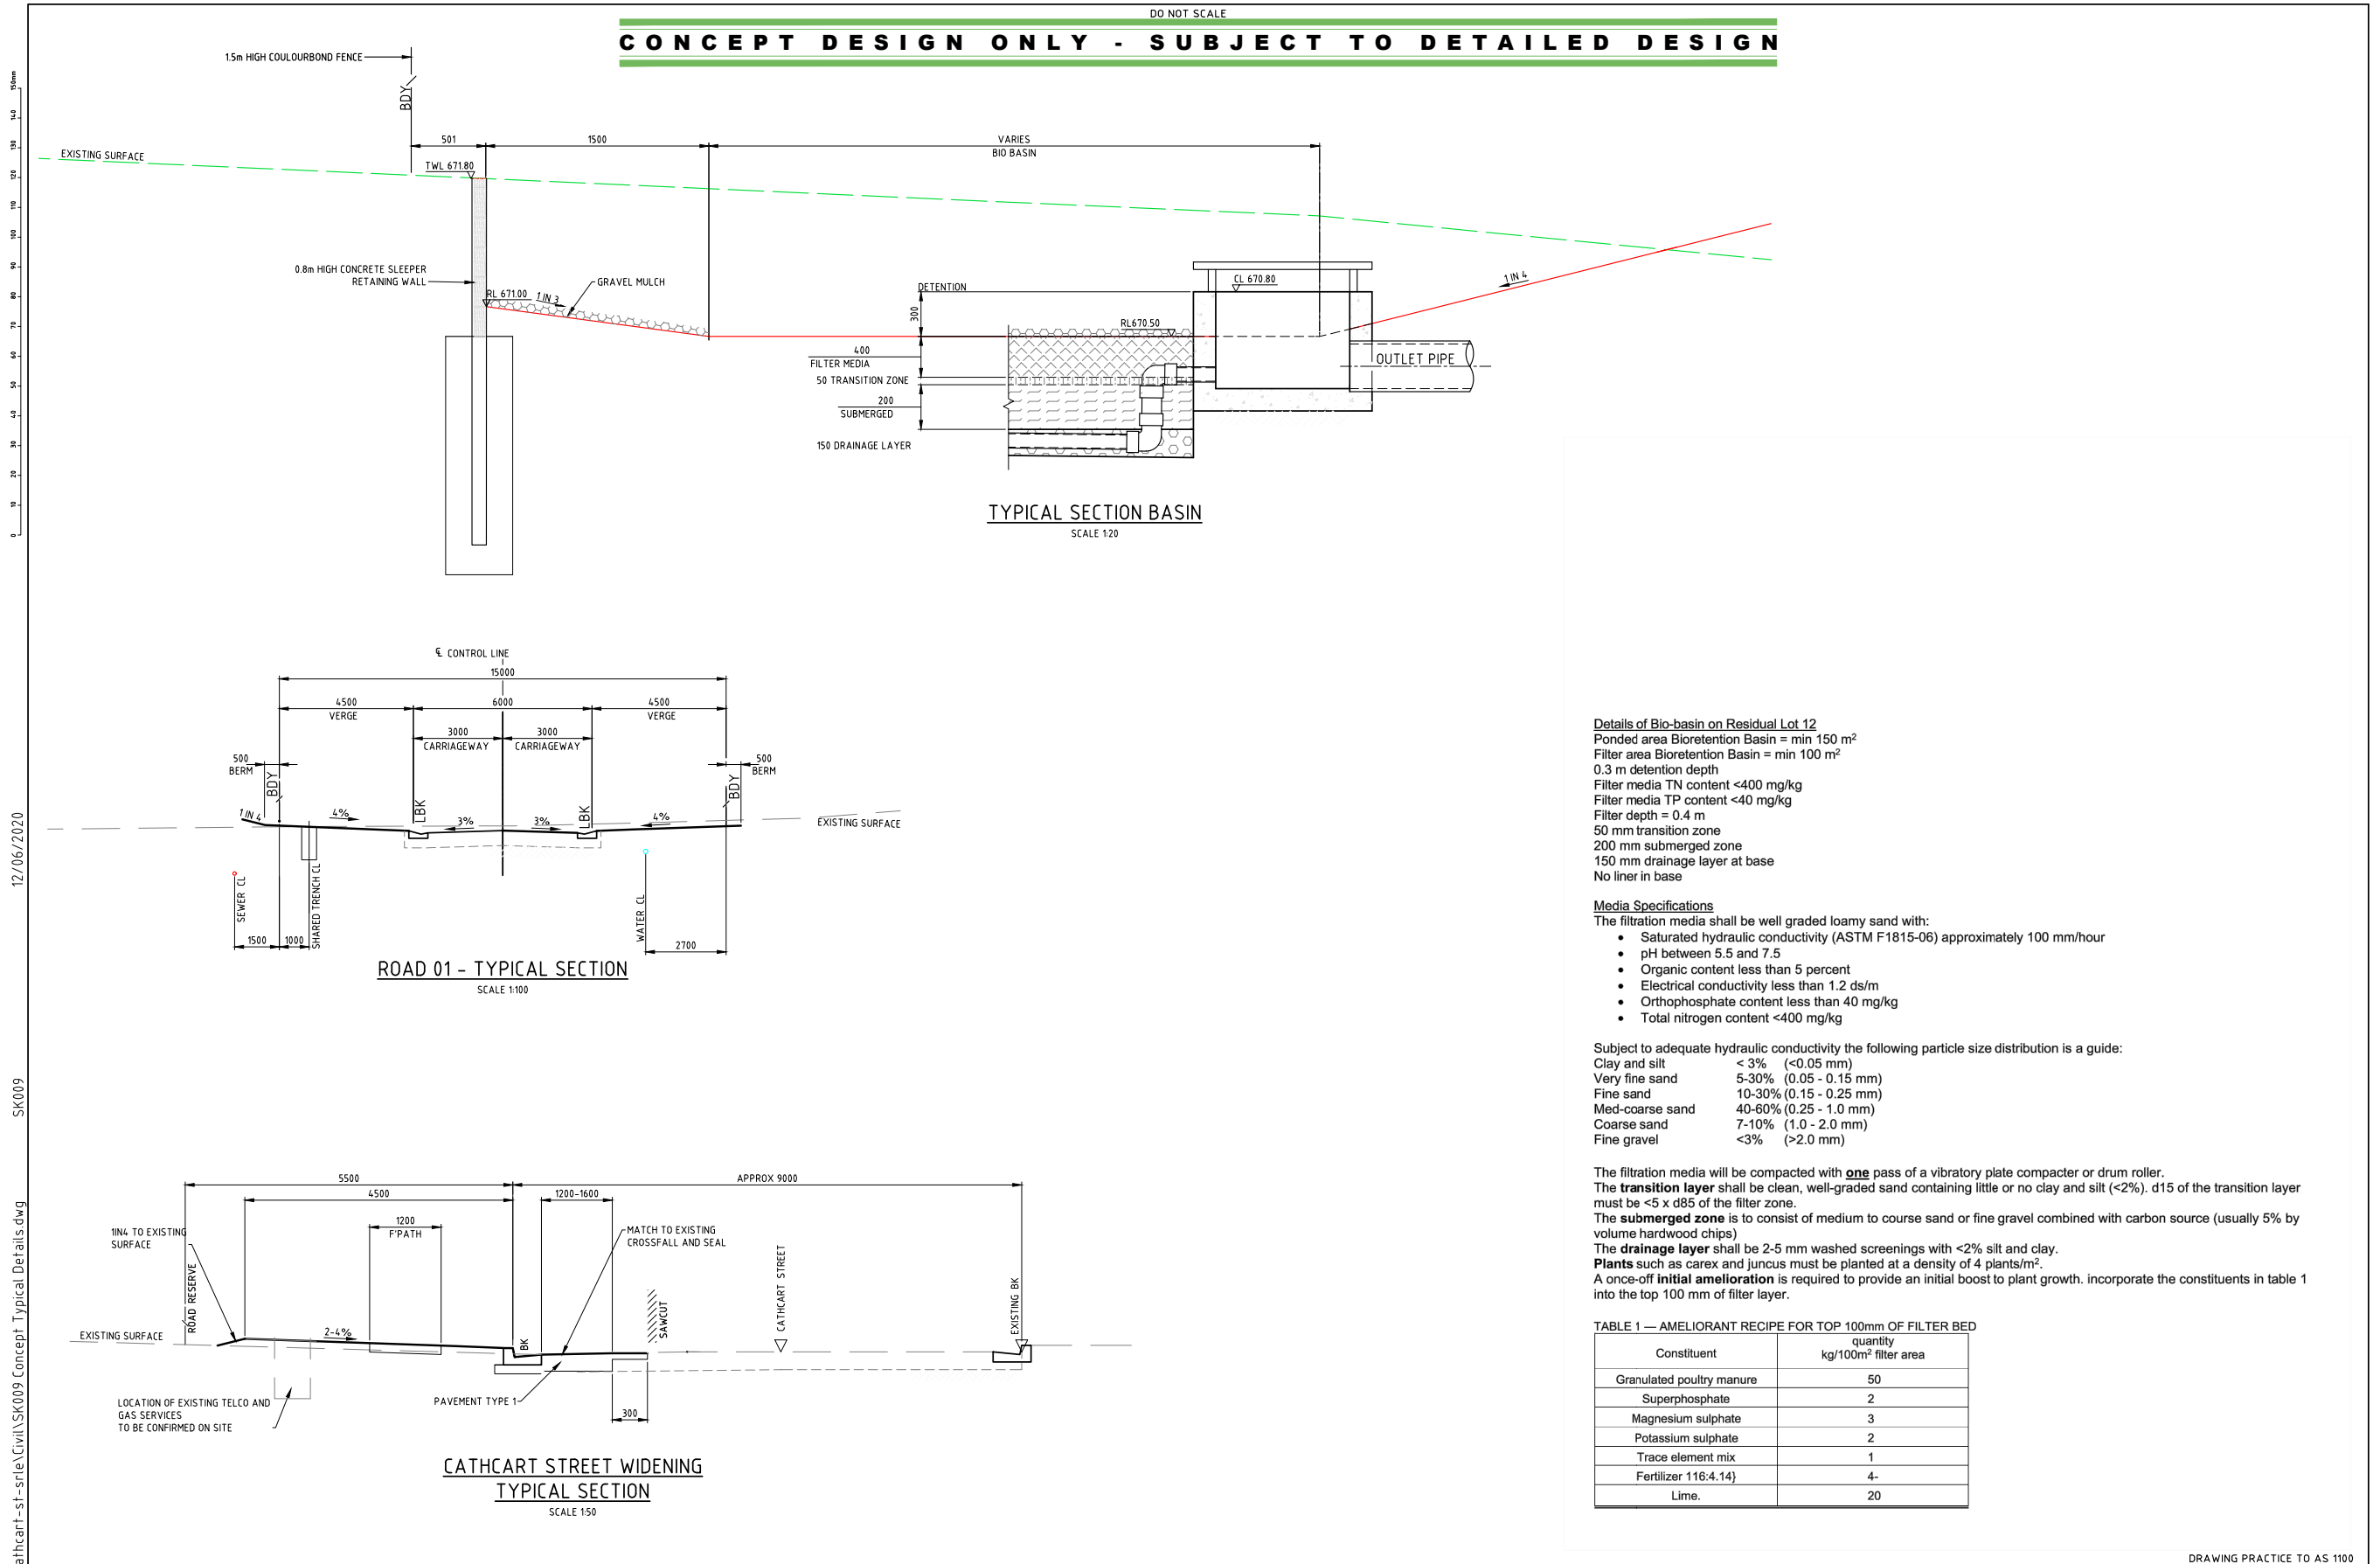 DO NOT SCALE
CONCEPT DESIGN ONLY - SUBJECT TO DETAILED DESIGN
1.5m HIGH COULOURBOND FENCE
BDY
501
1500
VARIES
BIO BASIN
EXISTING SURFACE
TWL 671.80
0.8m HIGH CONCRETE SLEEPER
RETAINING WALL
RL 671.00
1 IN 3
GRAVEL MULCH
DETENTION
300
CL 670.80
1 IN 4
RL670.50
400
FILTER MEDIA
50 TRANSITION ZONE
200
SUBMERGED
150 DRAINAGE LAYER
OUTLET PIPE
TYPICAL SECTION BASIN
SCALE 1:20
150mm
140
130
120
110
100
90
80
70
60
50
40
30
20
10
0
℄ CONTROL LINE
15000
4500
VERGE
6000
4500
VERGE
3000
CARRIAGEWAY
3000
CARRIAGEWAY
500
BERM
500
BERM
BDY
BDY
LBK
LBK
1 IN 4
4%
3%
3%
4%
EXISTING SURFACE
SEWER CL
SHARED TRENCH CL
WATER CL
1500
1000
2700
ROAD 01 - TYPICAL SECTION
SCALE 1:100
5500
APPROX 9000
4500
1200-1600
1200
F'PATH
1IN4 TO EXISTING
SURFACE
MATCH TO EXISTING
CROSSFALL AND SEAL
ROAD RESERVE
SAWCUT
CATHCART STREET
EXISTING BK
EXISTING SURFACE
2-4%
BK
LOCATION OF EXISTING TELCO AND
GAS SERVICES
TO BE CONFIRMED ON SITE
PAVEMENT TYPE 1
300
CATHCART STREET WIDENING
TYPICAL SECTION
SCALE 1:50
12/06/2020
SK009
athcart-st-srle\Civil\SK009 Concept Typical Details.dwg
Details of Bio-basin on Residual Lot 12
Ponded area Bioretention Basin = min 150 m²
Filter area Bioretention Basin = min 100 m²
0.3 m detention depth
Filter media TN content <400 mg/kg
Filter media TP content <40 mg/kg
Filter depth = 0.4 m
50 mm transition zone
200 mm submerged zone
150 mm drainage layer at base
No liner in base
Media Specifications
The filtration media shall be well graded loamy sand with:
• Saturated hydraulic conductivity (ASTM F1815-06) approximately 100 mm/hour
• pH between 5.5 and 7.5
• Organic content less than 5 percent
• Electrical conductivity less than 1.2 ds/m
• Orthophosphate content less than 40 mg/kg
• Total nitrogen content <400 mg/kg
Subject to adequate hydraulic conductivity the following particle size distribution is a guide:
Clay and silt < 3% (<0.05 mm)
Very fine sand 5-30% (0.05 - 0.15 mm)
Fine sand 10-30% (0.15 - 0.25 mm)
Med-coarse sand 40-60% (0.25 - 1.0 mm)
Coarse sand 7-10% (1.0 - 2.0 mm)
Fine gravel <3% (>2.0 mm)
The filtration media will be compacted with one pass of a vibratory plate compacter or drum roller.
The transition layer shall be clean, well-graded sand containing little or no clay and silt (<2%). d15 of the transition layer
must be <5 x d85 of the filter zone.
The submerged zone is to consist of medium to course sand or fine gravel combined with carbon source (usually 5% by
volume hardwood chips)
The drainage layer shall be 2-5 mm washed screenings with <2% silt and clay.
Plants such as carex and juncus must be planted at a density of 4 plants/m².
A once-off initial amelioration is required to provide an initial boost to plant growth. incorporate the constituents in table 1
into the top 100 mm of filter layer.
TABLE 1 — AMELIORANT RECIPE FOR TOP 100mm OF FILTER BED
Constituent quantity kg/100m² filter area
Granulated poultry manure 50
Superphosphate 2
Magnesium sulphate 3
Potassium sulphate 2
Trace element mix 1
Fertilizer 116:4.14} 4-
Lime. 20
DRAWING PRACTICE TO AS 1100